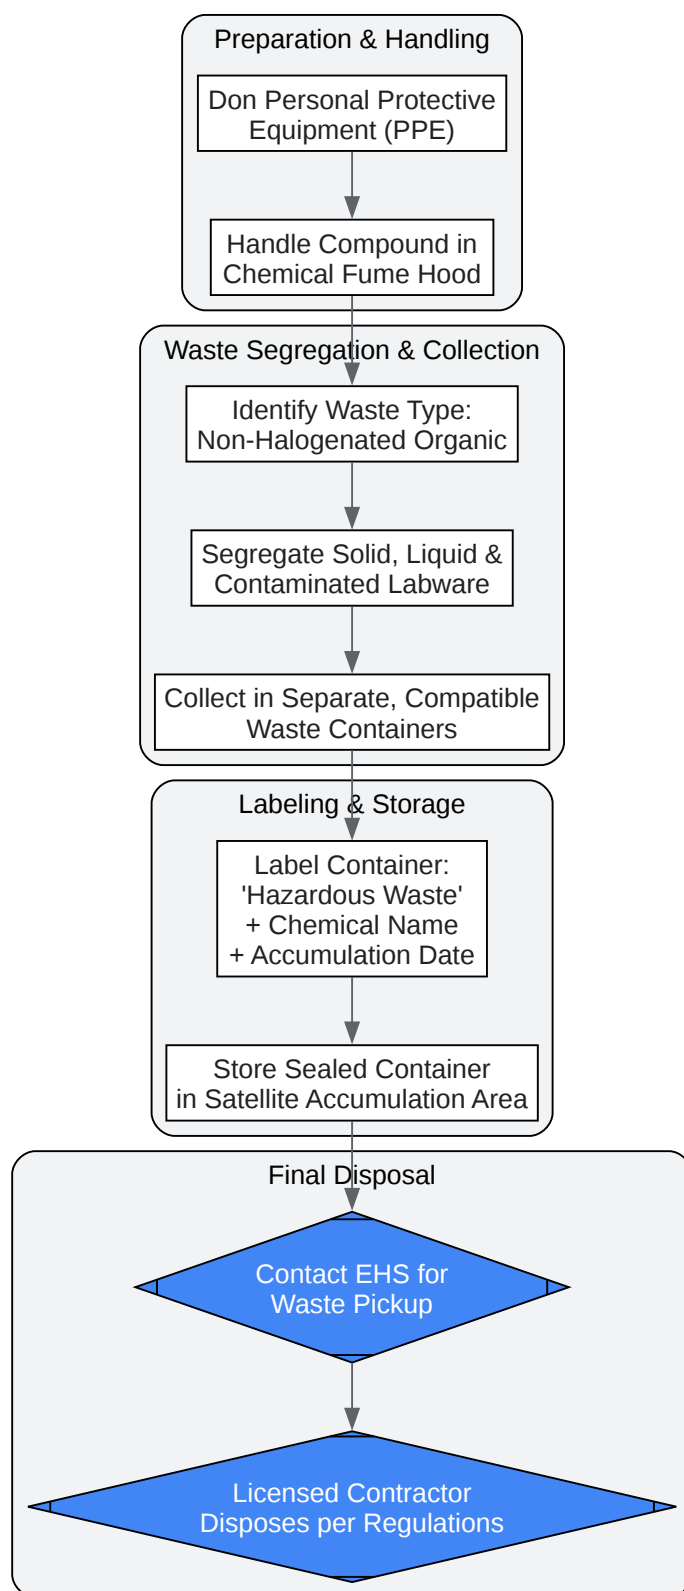 Preparation & Handling
Don Personal Protective
Equipment (PPE)
Handle Compound in
Chemical Fume Hood
Waste Segregation & Collection
Identify Waste Type:
Non-Halogenated Organic
Segregate Solid, Liquid &
Contaminated Labware
Collect in Separate, Compatible
Waste Containers
Labeling & Storage
Label Container:
'Hazardous Waste'
+ Chemical Name
+ Accumulation Date
Store Sealed Container
in Satellite Accumulation Area
Final Disposal
Contact EHS for
Waste Pickup
Licensed Contractor
Disposes per Regulations